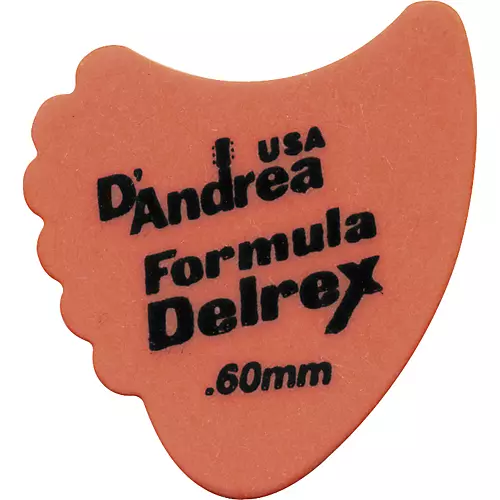 USA
D'Andrea
Formula
Delrex
.60mm